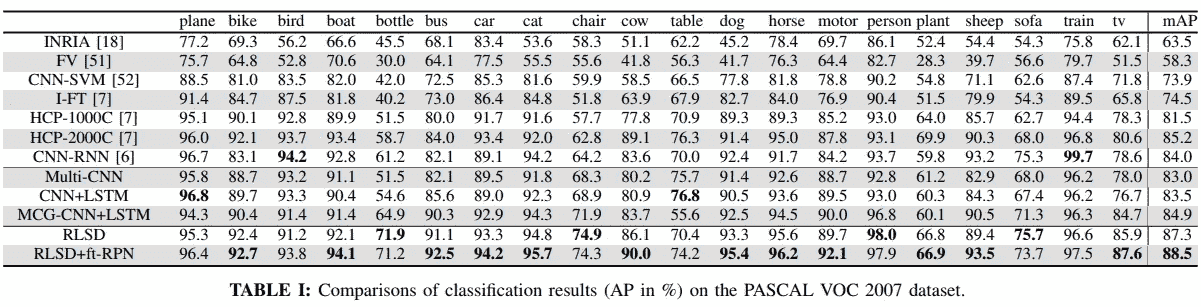 plane bike bird boat bottle bus car cat chair cow table dog horse motor person plant sheep sofa train tv mAP
INRIA [18] 77.2 69.3 56.2 66.6 45.5 68.1 83.4 53.6 58.3 51.1 62.2 45.2 78.4 69.7 86.1 52.4 54.4 54.3 75.8 62.1 63.5
FV [51] 75.7 64.8 52.8 70.6 30.0 64.1 77.5 55.5 55.6 41.8 56.3 41.7 76.3 64.4 82.7 28.3 39.7 56.6 79.7 51.5 58.3
CNN-SVM [52] 88.5 81.0 83.5 82.0 42.0 72.5 85.3 81.6 59.9 58.5 66.5 77.8 81.8 78.8 90.2 54.8 71.1 62.6 87.4 71.8 73.9
I-FT [7] 91.4 84.7 87.5 81.8 40.2 73.0 86.4 84.8 51.8 63.9 67.9 82.7 84.0 76.9 90.4 51.5 79.9 54.3 89.5 65.8 74.5
HCP-1000C [7] 95.1 90.1 92.8 89.9 51.5 80.0 91.7 91.6 57.7 77.8 70.9 89.3 89.3 85.2 93.0 64.0 85.7 62.7 94.4 78.3 81.5
HCP-2000C [7] 96.0 92.1 93.7 93.4 58.7 84.0 93.4 92.0 62.8 89.1 76.3 91.4 95.0 87.8 93.1 69.9 90.3 68.0 96.8 80.6 85.2
CNN-RNN [6] 96.7 83.1 94.2 92.8 61.2 82.1 89.1 94.2 64.2 83.6 70.0 92.4 91.7 84.2 93.7 59.8 93.2 75.3 99.7 78.6 84.0
Multi-CNN 95.8 88.7 93.2 91.1 51.5 82.1 89.5 91.8 68.3 80.2 75.7 91.4 92.6 88.7 92.8 61.2 82.9 68.0 96.2 78.0 83.0
CNN+LSTM 96.8 89.7 93.3 90.4 54.6 85.6 89.0 92.3 68.9 80.9 76.8 90.5 93.6 89.5 93.0 60.3 84.3 67.4 96.2 76.7 83.5
MCG-CNN+LSTM 94.3 90.4 91.4 91.4 64.9 90.3 92.9 94.3 71.9 83.7 55.6 92.5 94.5 90.0 96.8 60.1 90.5 71.3 96.3 84.7 84.9
RLSD 95.3 92.4 91.2 92.1 71.9 91.1 93.3 94.8 74.9 86.1 70.4 93.3 95.6 89.7 98.0 66.8 89.4 75.7 96.6 85.9 87.3
RLSD+ft-RPN 96.4 92.7 93.8 94.1 71.2 92.5 94.2 95.7 74.3 90.0 74.2 95.4 96.2 92.1 97.9 66.9 93.5 73.7 97.5 87.6 88.5
TABLE I: Comparisons of classification results (AP in %) on the PASCAL VOC 2007 dataset.